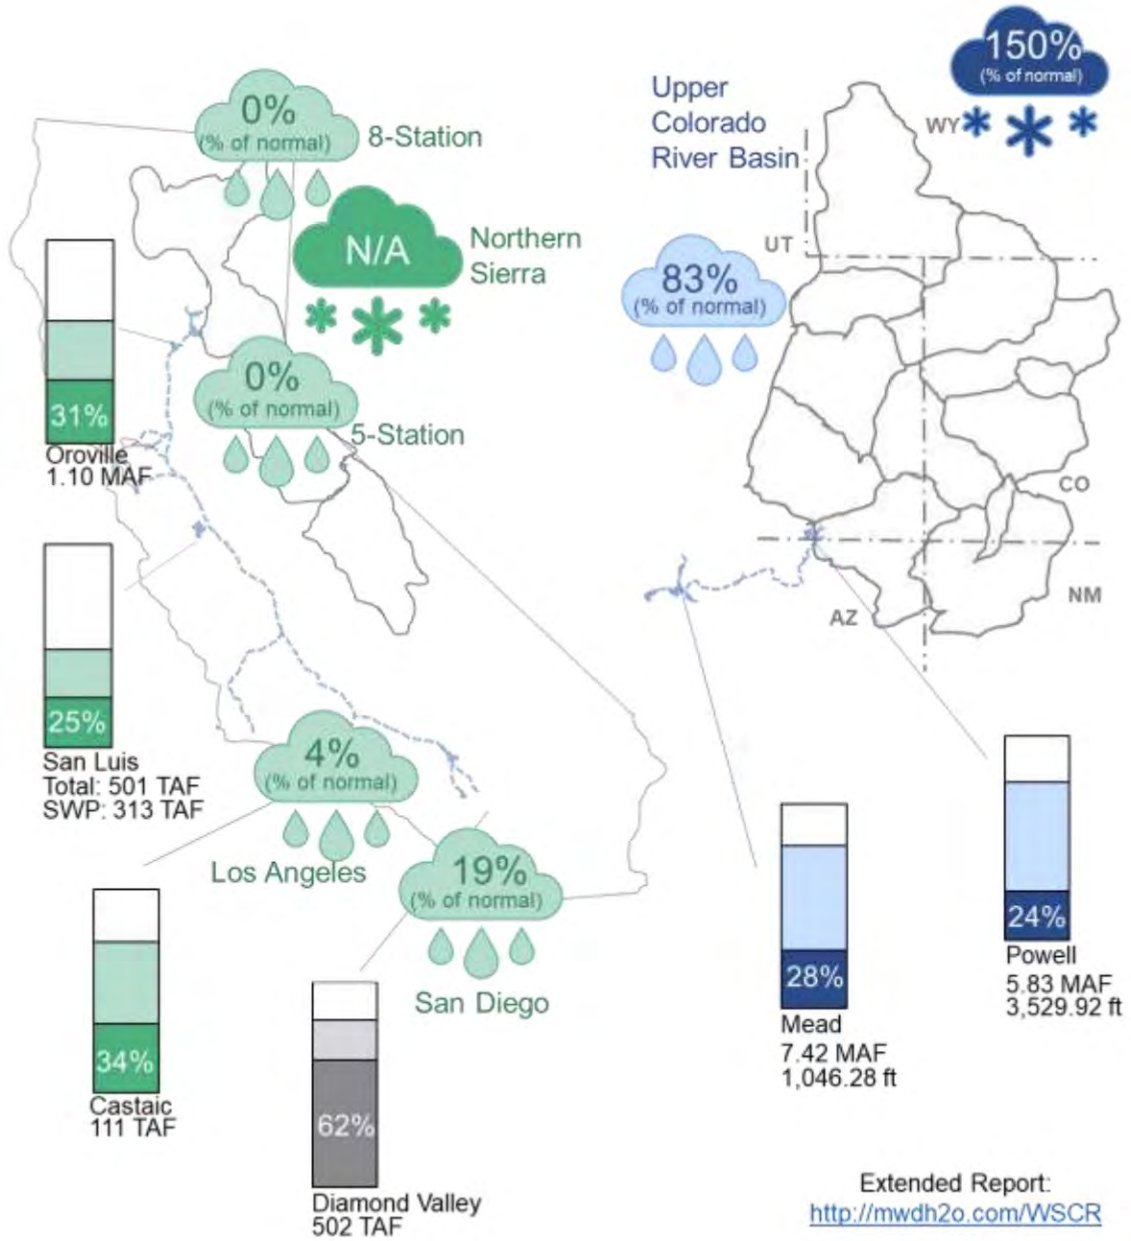 0%
(% of normal)
8-Station
N/A
Northern
Sierra
0%
(% of normal)
5-Station
31%
Oroville
1.10 MAF
25%
San Luis
Total: 501 TAF
SWP: 313 TAF
4%
(% of normal)
Los Angeles
19%
(% of normal)
San Diego
34%
Castaic
111 TAF
62%
Diamond Valley
502 TAF
150%
(% of normal)
Upper
Colorado
River Basin
WY
UT
83%
(% of normal)
CO
NM
AZ
28%
Mead
7.42 MAF
1,046.28 ft
24%
Powell
5.83 MAF
3,529.92 ft
Extended Report:
http://mwdh2o.com/WSCR